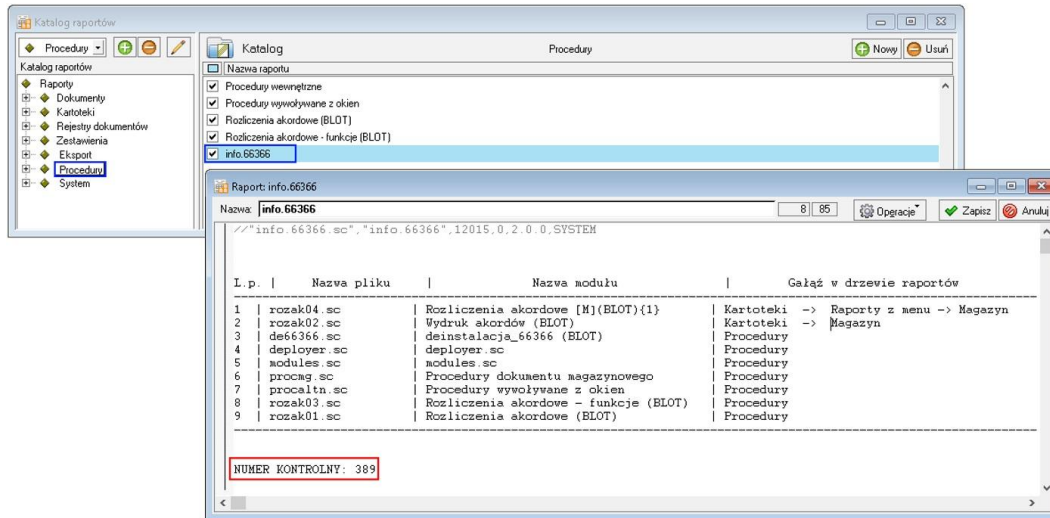 Katalog raportów
Procedury
Katalog
Procedury
Nowy
Usuń
Katalog raportów
Nazwa raportu
Raporty
Dokumenty
Kartoteki
Rejestry dokumentów
Zestawienia
Eksport
Procedury
System
Procedury wewnętrzne
Procedury wywoływane z okien
Rozliczenia akordowe (BLOT)
Rozliczenia akordowe - funkcje (BLOT)
info.66366
Raport: info.66366
Nazwa: info.66366 8 85 Operacje Zapisz Anuluj
//"info.66366.sc","info.66366",12015,0,2.0.0,SYSTEM
L.p. | Nazwa pliku | Nazwa modułu | Gałąź w drzewie raportów
1 | rozak04.sc | Rozliczenia akordowe [M](BLOT){1} | Kartoteki -> Raporty z menu -> Magazyn
2 | rozak02.sc | Wydruk akordów (BLOT) | Kartoteki -> Magazyn
3 | de66366.sc | deinstalacja_66366 (BLOT) | Procedury
4 | deployer.sc | deployer.sc | Procedury
5 | modules.sc | modules.sc | Procedury
6 | procmg.sc | Procedury dokumentu magazynowego | Procedury
7 | procaltn.sc | Procedury wywoływane z okien | Procedury
8 | rozak03.sc | Rozliczenia akordowe - funkcje (BLOT) | Procedury
9 | rozak01.sc | Rozliczenia akordowe (BLOT) | Procedury
NUMER KONTROLNY: 389